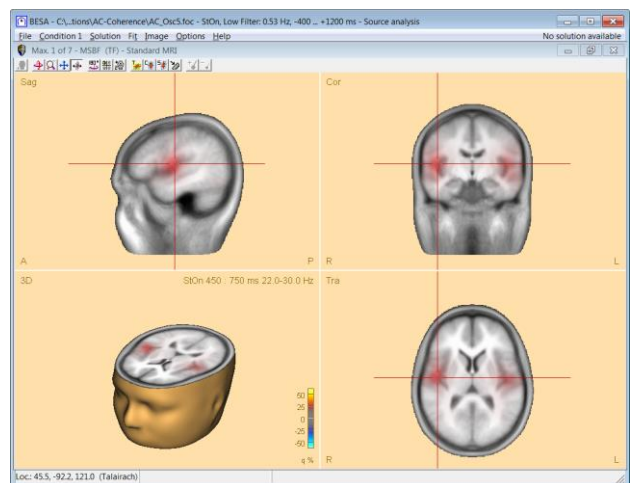 BESA - C:\...tions\AC-Coherence\AC_Osc5.foc - StOn, Low Filter: 0.53 Hz, -400 ... +1200 ms - Source analysis
File Condition 1 Solution Fit Image Options Help No solution available
Max. 1 of 7 - MSBF (TF) - Standard MRI
Sag
Cor
A P
R L
3D StOn 450 : 750 ms 22.0-30.0 Hz
Tra
50
25
0
-25
-50
q %
R L
Loc.: 45.5, -92.2, 121.0 (Talairach)